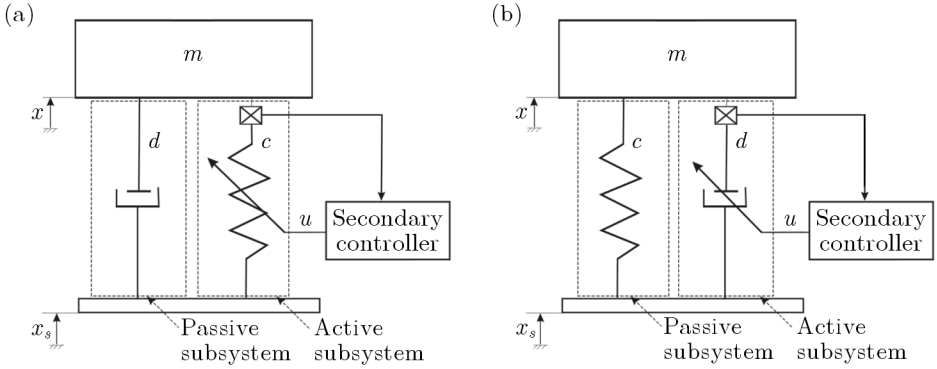 (a)
m
x
d
c
u
Secondary
controller
x_s
Passive
subsystem
Active
subsystem
(b)
m
x
c
d
u
Secondary
controller
x_s
Passive
subsystem
Active
subsystem